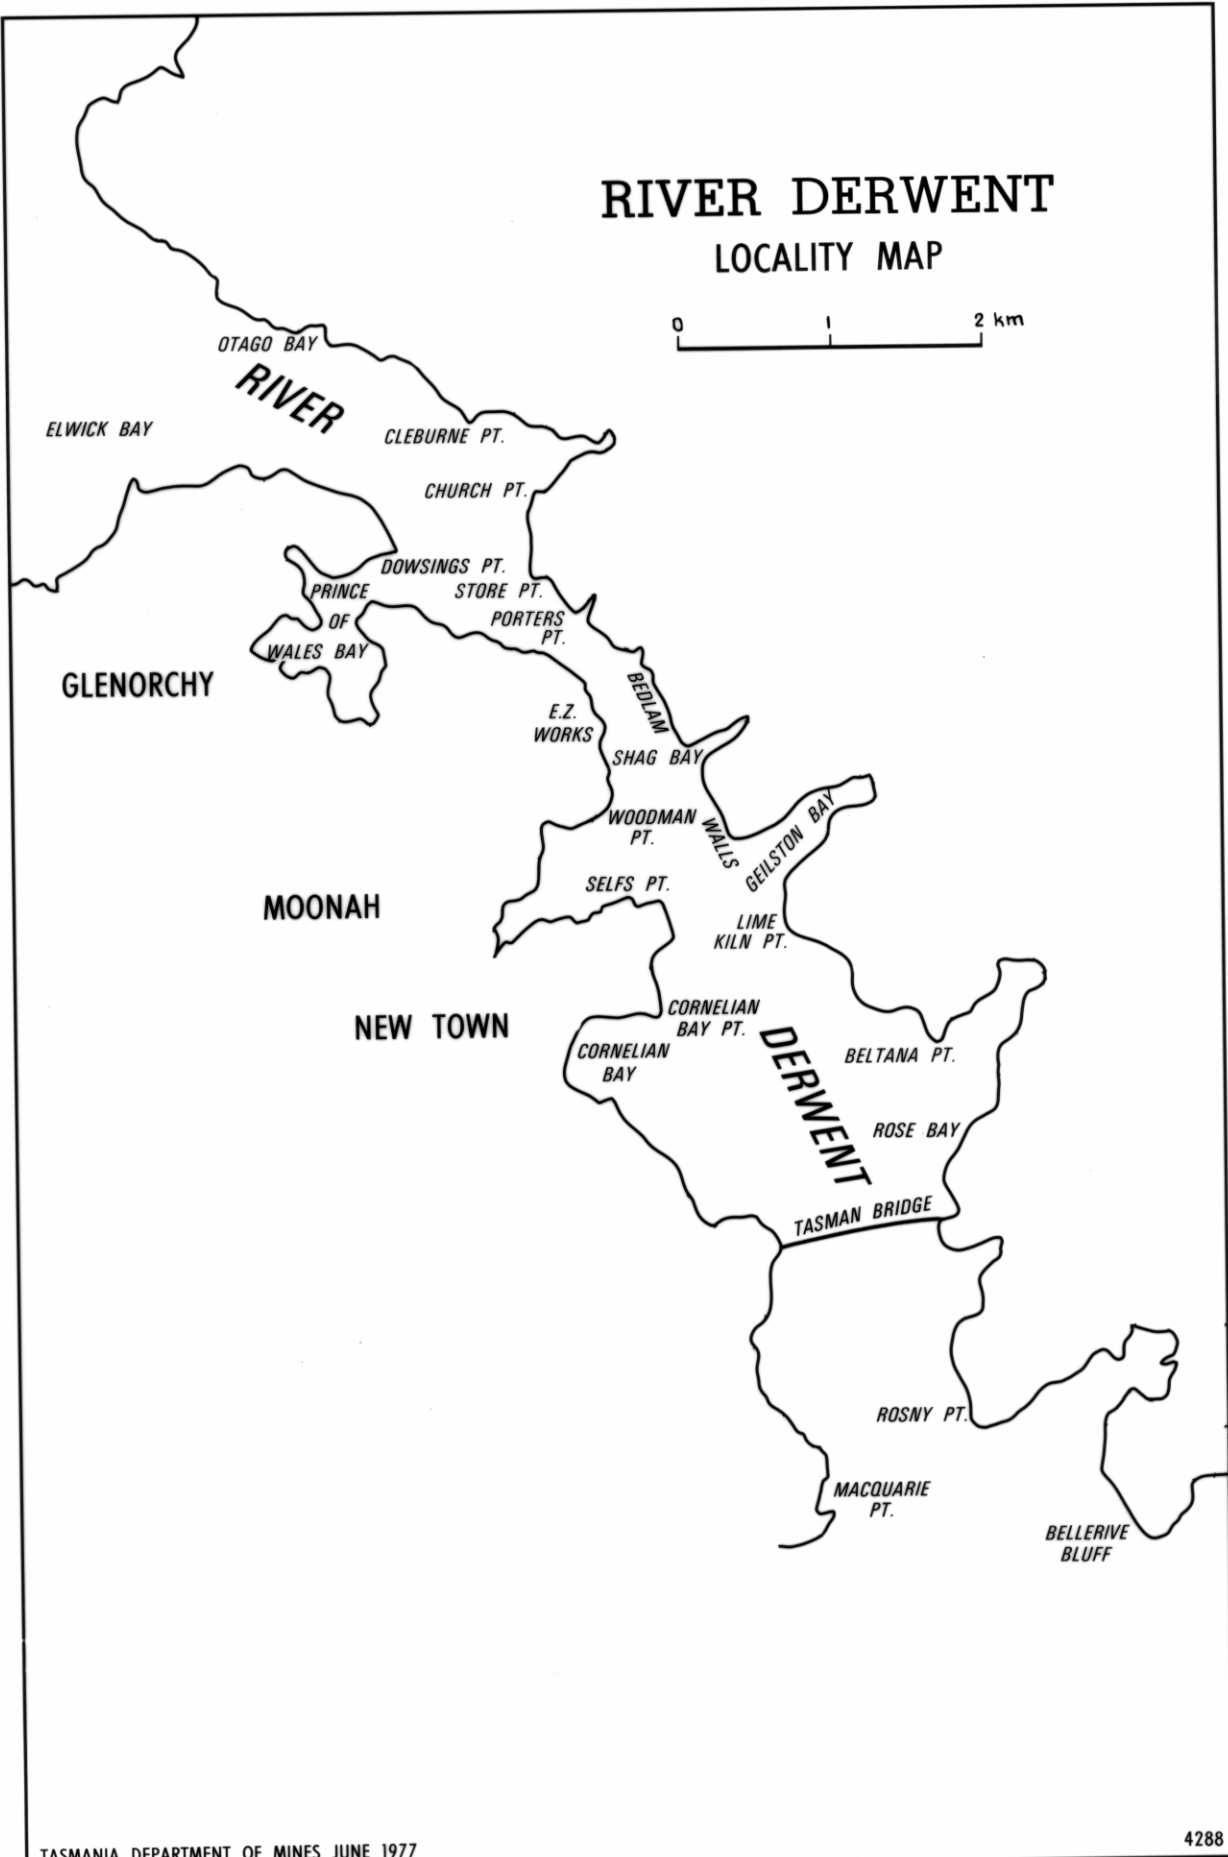 RIVER DERWENT
LOCALITY MAP
0 1 2 km
OTAGO BAY
RIVER
ELWICK BAY
CLEBURNE PT.
CHURCH PT.
DOWSINGS PT.
STORE PT.
PRINCE
OF
WALES BAY
PORTERS
PT.
GLENORCHY
BEDLAM
E.Z.
WORKS
SHAG BAY
WOODMAN
PT.
WALLS
GEILSTON BAY
SELFS PT.
MOONAH
LIME
KILN PT.
NEW TOWN
CORNELIAN
BAY PT.
DERWENT
CORNELIAN
BAY
BELTANA PT.
ROSE BAY
TASMAN BRIDGE
ROSNY PT.
MACQUARIE
PT.
BELLERIVE
BLUFF
4288
TASMANIA DEPARTMENT OF MINES JUNE 1977